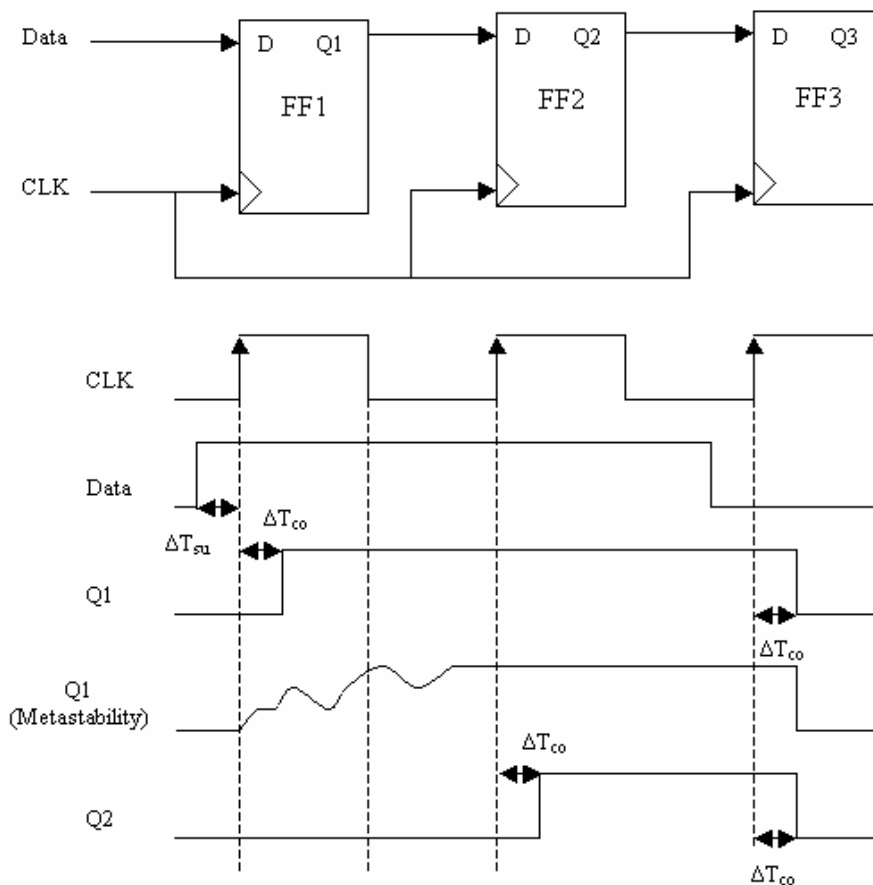 Data
D Q1
FF1
CLK
D Q2
FF2
D Q3
FF3
CLK
Data
ΔTsu
ΔTco
Q1
ΔTco
Q1
(Metastability)
ΔTco
Q2
ΔTco